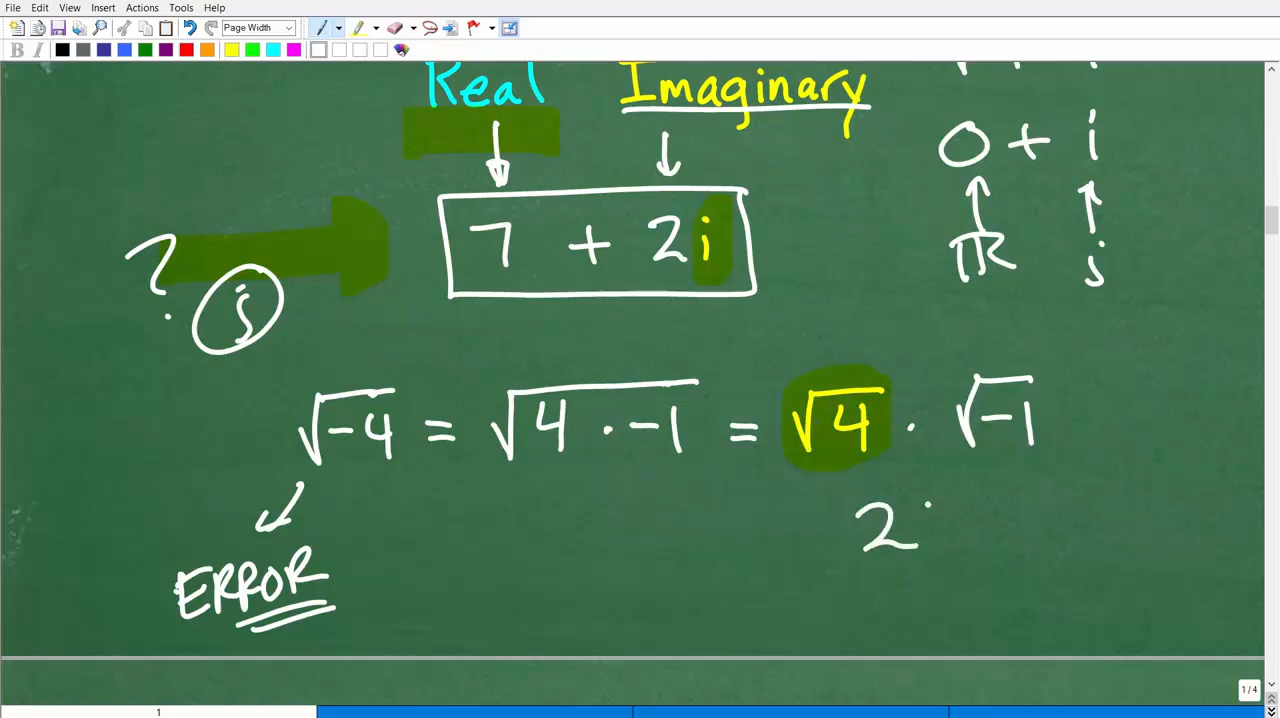 File Edit View Insert Actions Tools Help
Page Width
B I
Real Imaginary
0 + i
7 + 2i
ℝ i
?
i
√-4 = √4 · -1 = √4 · √-1
2
ERROR
1/4
1